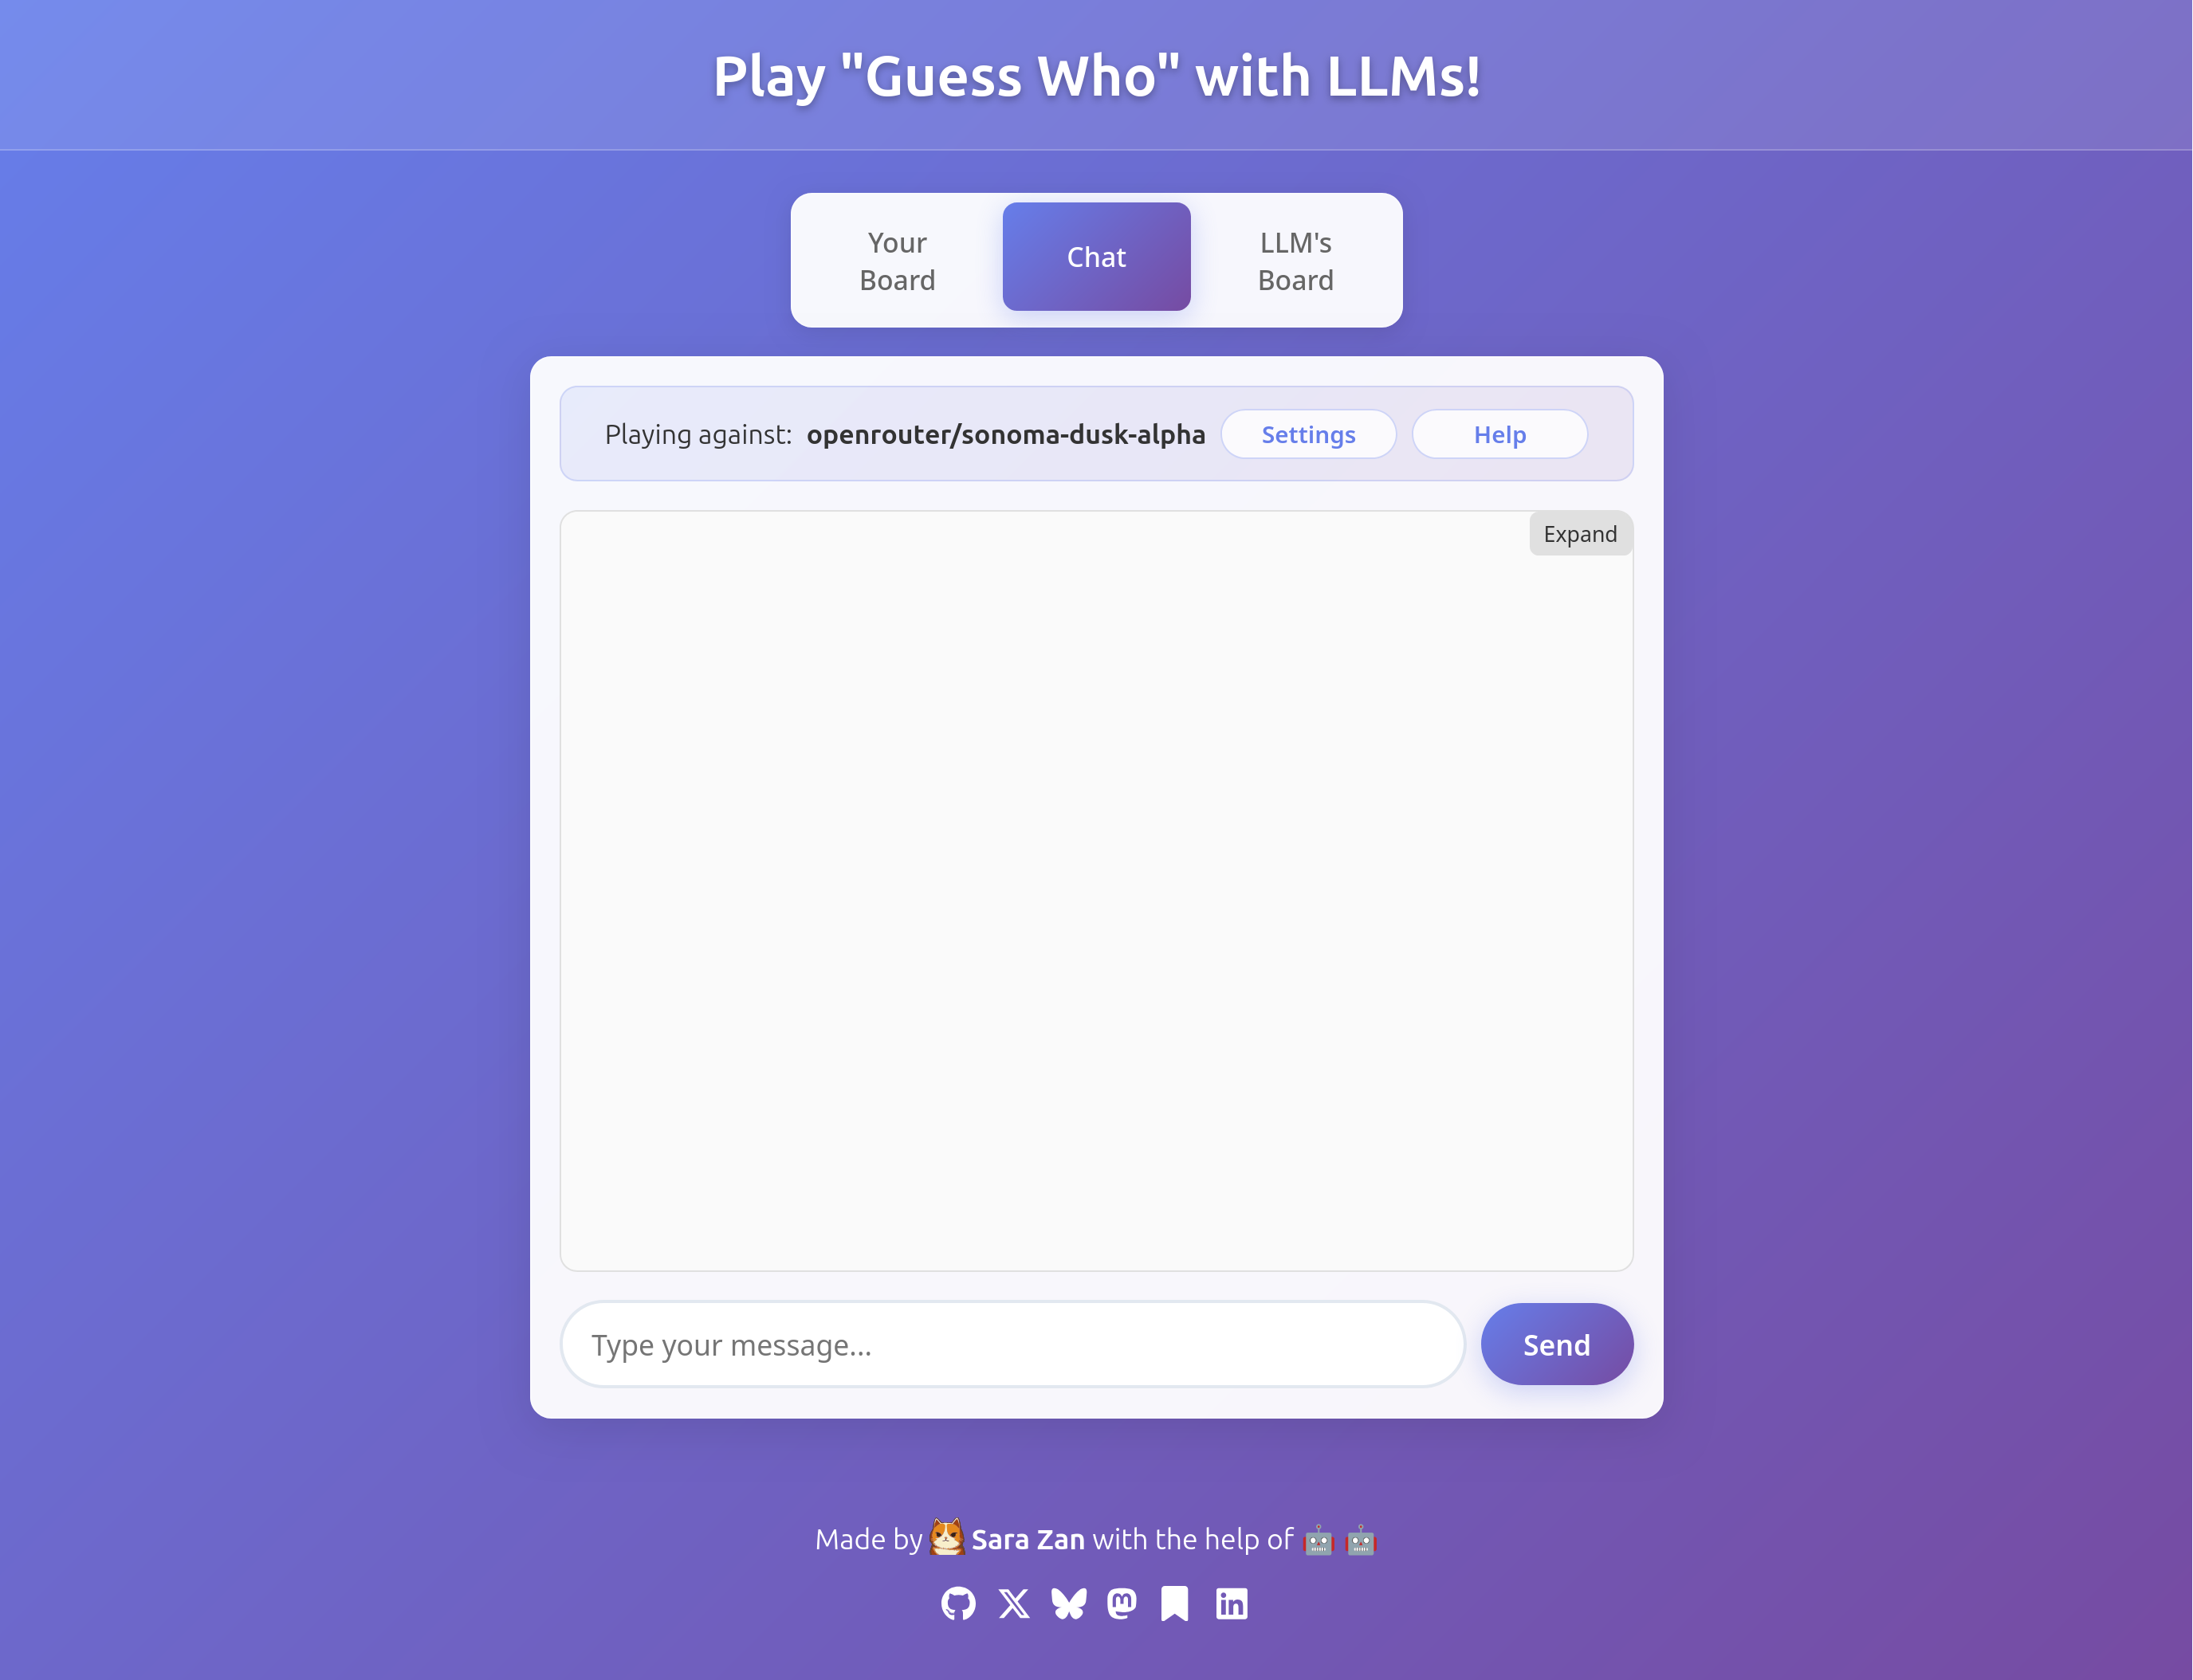 Play "Guess Who" with LLMs!
Your
Board
Chat
LLM's
Board
Playing against: openrouter/sonoma-dusk-alpha Settings Help
Expand
Type your message...
Send
Made by Sara Zan with the help of